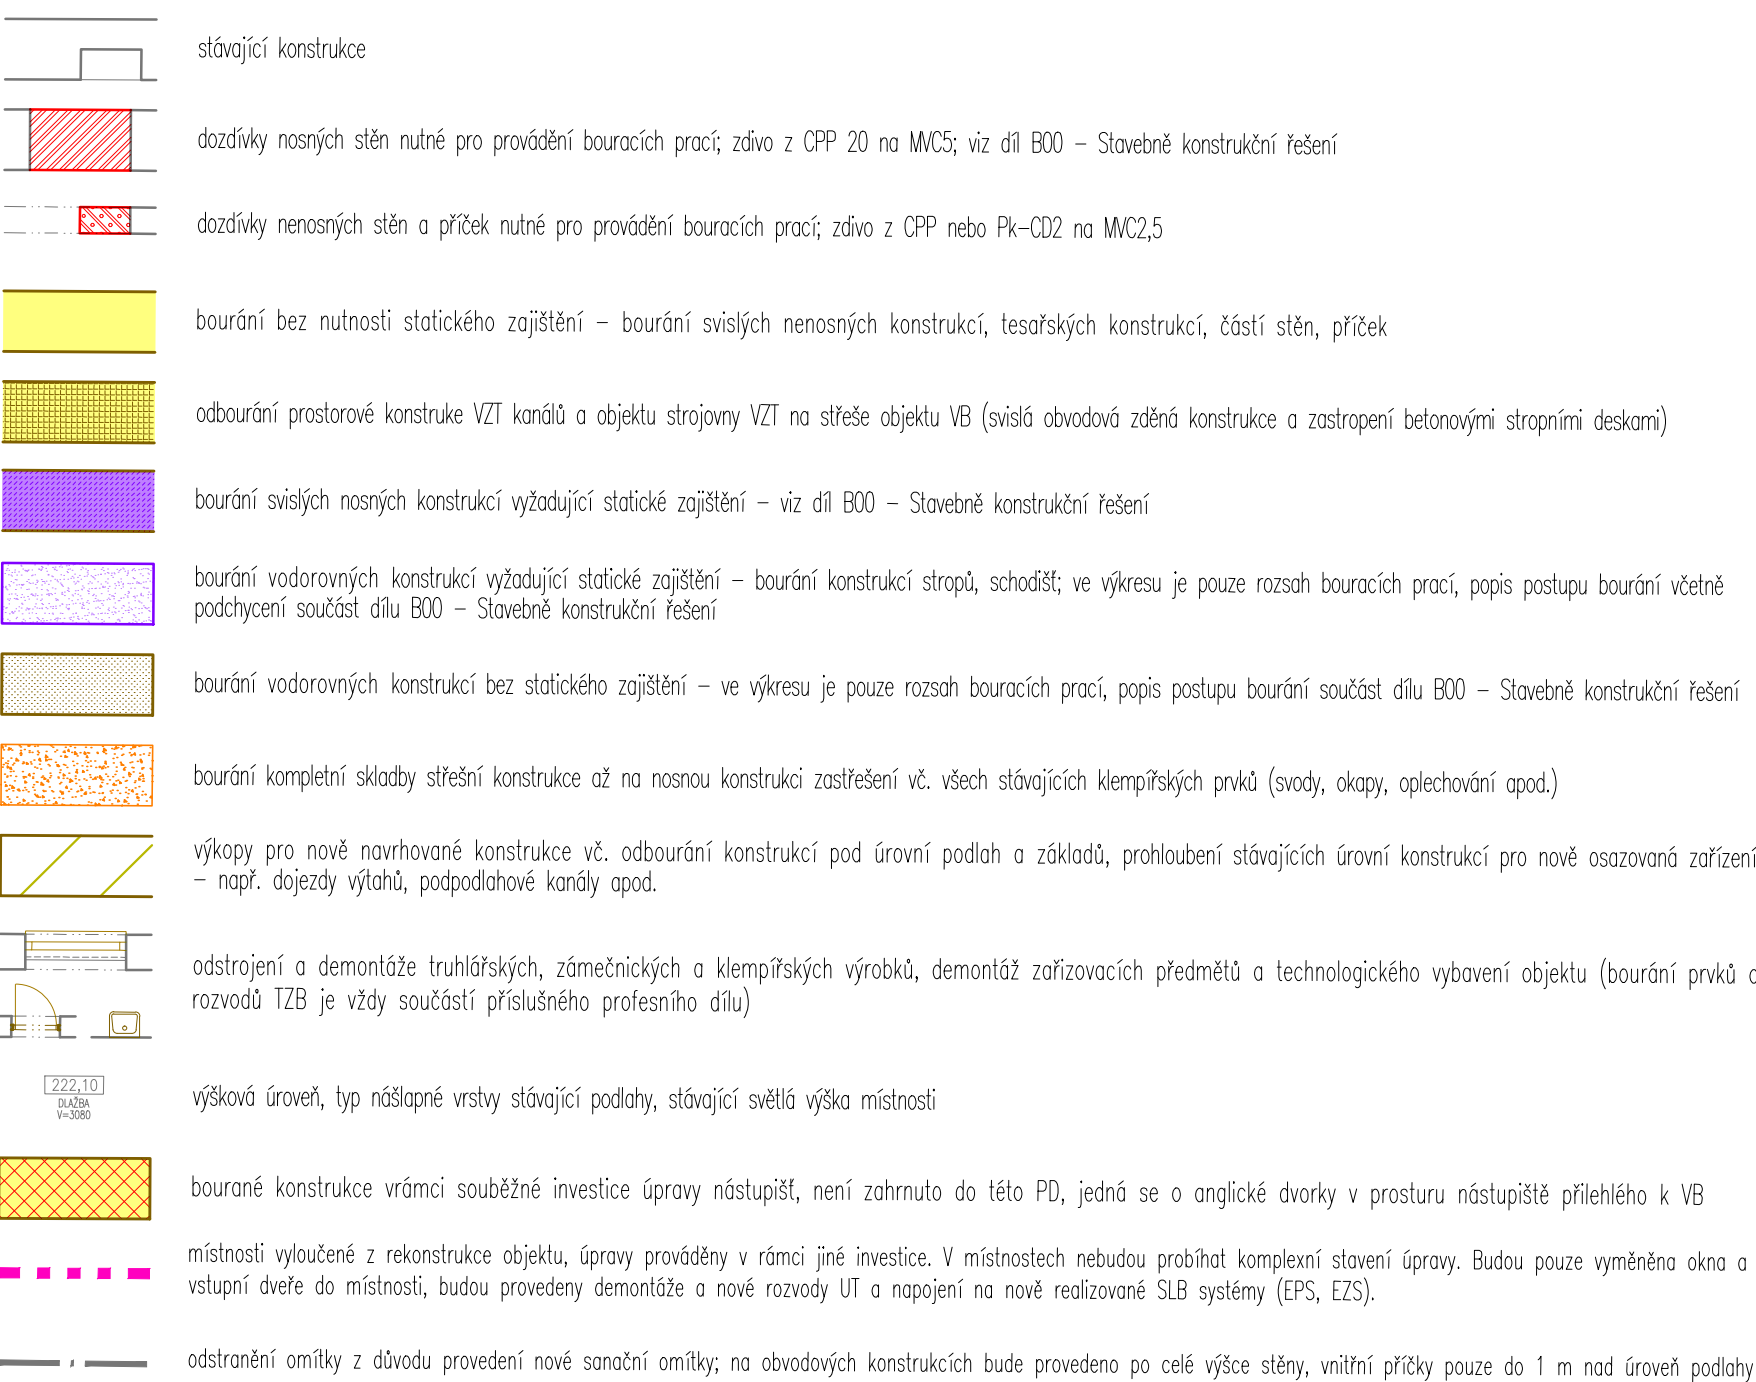 stávající konstrukce
dozdívky nosných stěn nutné pro provádění bouracích prací; zdivo z CPP 20 na MVC5; viz díl B00 – Stavebně konstrukční řešení
dozdívky nenosných stěn a příček nutné pro provádění bouracích prací; zdivo z CPP nebo Pk–CD2 na MVC2,5
bourání bez nutnosti statického zajištění – bourání svislých nenosných konstrukcí, tesařských konstrukcí, částí stěn, příček
odbourání prostorové konstruke VZT kanálů a objektu strojovny VZT na střeše objektu VB (svislá obvodová zděná konstrukce a zastropení betonovými stropními deskami)
bourání svislých nosných konstrukcí vyžadující statické zajištění – viz díl B00 – Stavebně konstrukční řešení
bourání vodorovných konstrukcí vyžadující statické zajištění – bourání konstrukcí stropů, schodišť; ve výkresu je pouze rozsah bouracích prací, popis postupu bourání včetně
podchycení součást dílu B00 – Stavebně konstrukční řešení
bourání vodorovných konstrukcí bez statického zajištění – ve výkresu je pouze rozsah bouracích prací, popis postupu bourání součást dílu B00 – Stavebně konstrukční řešení
bourání kompletní skladby střešní konstrukce až na nosnou konstrukci zastřešení vč. všech stávajících klempířských prvků (svody, okapy, oplechování apod.)
výkopy pro nově navrhované konstrukce vč. odbourání konstrukcí pod úrovní podlah a základů, prohloubení stávajících úrovní konstrukcí pro nově osazovaná zařízení
– např. dojezdy výtahů, podpodlahové kanály apod.
odstrojení a demontáže truhlářských, zámečnických a klempířských výrobků, demontáž zařizovacích předmětů a technologického vybavení objektu (bourání prvků a
rozvodů TZB je vždy součástí příslušného profesního dílu)
222,10
DLAŽBA
V=3080
výšková úroveň, typ nášlapné vrstvy stávající podlahy, stávající světlá výška místnosti
bourané konstrukce vrámci souběžné investice úpravy nástupišť, není zahrnuto do této PD, jedná se o anglické dvorky v prosturu nástupiště přilehlého k VB
místnosti vyloučené z rekonstrukce objektu, úpravy prováděny v rámci jiné investice. V místnostech nebudou probíhat komplexní stavení úpravy. Budou pouze vyměněna okna a
vstupní dveře do místnosti, budou provedeny demontáže a nové rozvody UT a napojení na nově realizované SLB systémy (EPS, EZS).
odstranění omítky z důvodu provedení nové sanační omítky; na obvodových konstrukcích bude provedeno po celé výšce stěny, vnitřní příčky pouze do 1 m nad úroveň podlahy